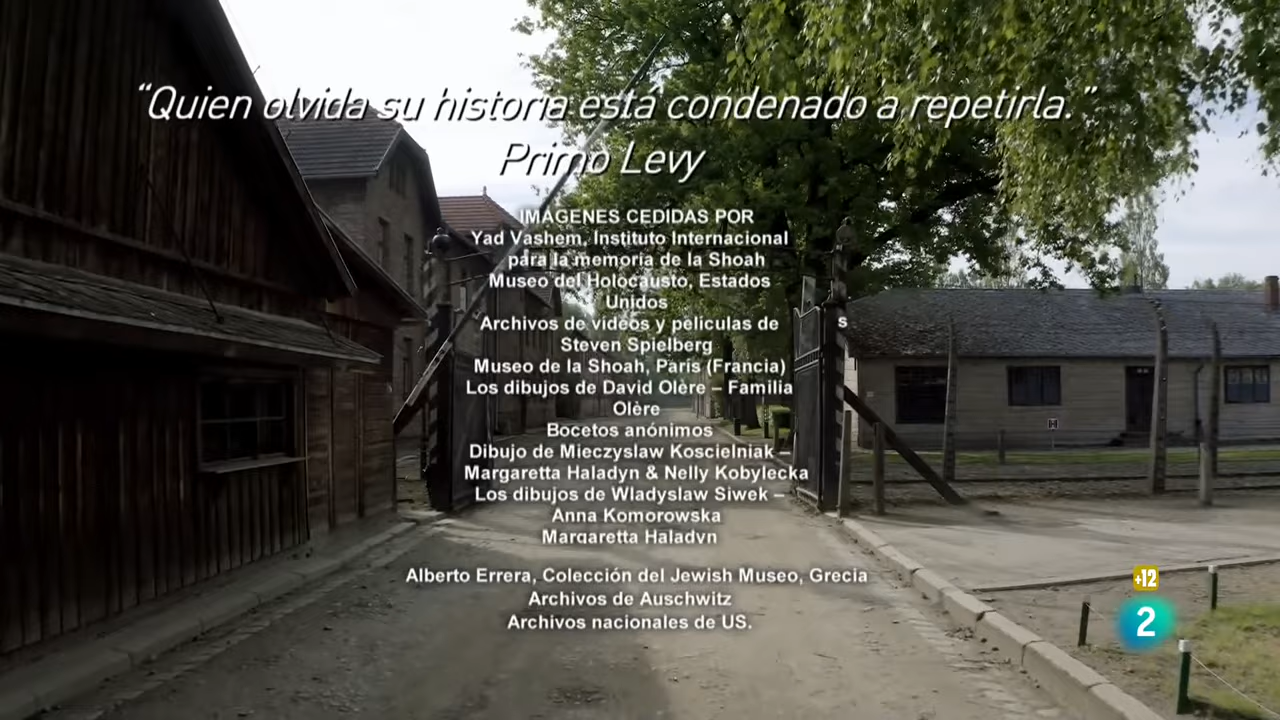 “Quien olvida su historia está condenado a repetirla.”
Primo Levy
IMÁGENES CEDIDAS POR
Yad Vashem, Instituto Internacional
para la memoria de la Shoah
Museo del Holocausto, Estados
Unidos
Archivos de vídeos y películas de
s
Steven Spielberg
Museo de la Shoah, París (Francia)
Los dibujos de David Olère – Familia
Olère
Bocetos anónimos
Dibujo de Mieczyslaw Koscielniak –
Margaretta Haladyn & Nelly Kobylecka
Los dibujos de Wladyslaw Siwek –
Anna Komorowska
Margaretta Haladyn
Alberto Errera, Colección del Jewish Museo, Grecia
Archivos de Auschwitz
Archivos nacionales de US.
+12
2